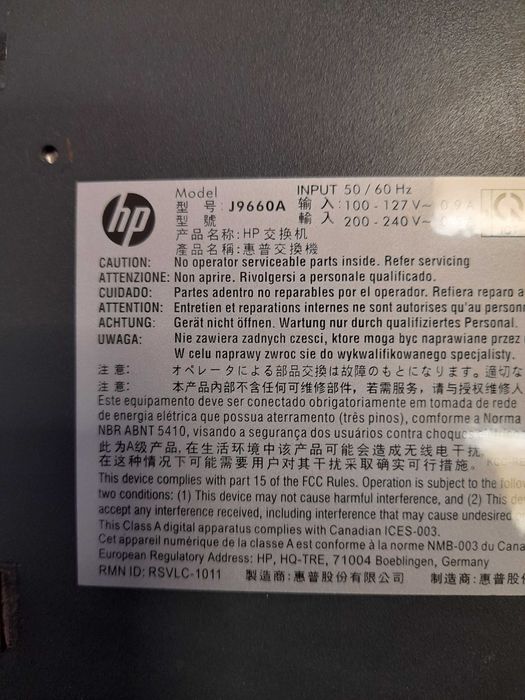 hp
Model INPUT 50/60 Hz
型 号: J9660A 输 入:100-127V~ 0.9A
型 號 輸 入 200-240V~
产品名称:HP交换机
產品名稱:惠普交換機
CAUTION: No operator serviceable parts inside. Refer servicing
ATTENZIONE: Non aprire. Rivolgersi a personale qualificado.
CUIDADO: Partes adentro no reparables por el operador. Refiera reparo a
ATTENTION: Entretien et reparations internes ne sont autorises qu'au
ACHTUNG: Gerät nicht öffnen. Wartung nur durch qualifiziertes Personal.
UWAGA: Nie zawiera zadnych czesci, ktore moga byc naprawiane przez
W celu naprawy zwroc sie do wykwalifikowanego specjalisty.
注意: オペレータによる部品交換は故障のもとになります。適切な
注意: 本产品内部不含任何可维修部件,若需服务,请与授权维修人
Este equipamento deve ser conectado obrigatoriamente em tomada de rede
de energia elétrica que possua aterramento (três pinos), comforme a Norma
NBR ABNT 5410, visando a segurança dos usuários contra choques
此为A级产品,在生活环境中该产品可能会造成无线电干扰
在这种情况下可能需要用户对其干扰采取确实可行措施。
This device complies with part 15 of the FCC Rules. Operation is subject to the
two conditions: (1) This device may not cause harmful interference, and (2) This
accept any interference received, including interference that may cause undesired
This Class A digital apparatus complies with Canadian ICES-003.
Cet appareil numérique de la classe A est conforme à la norme NMB-003 du
European Regulatory Address: HP, HQ-TRE, 71004 Boeblingen, Germany
RMN ID: RSVLC-1011 製造商:惠普股份有限公司 制造商:惠普